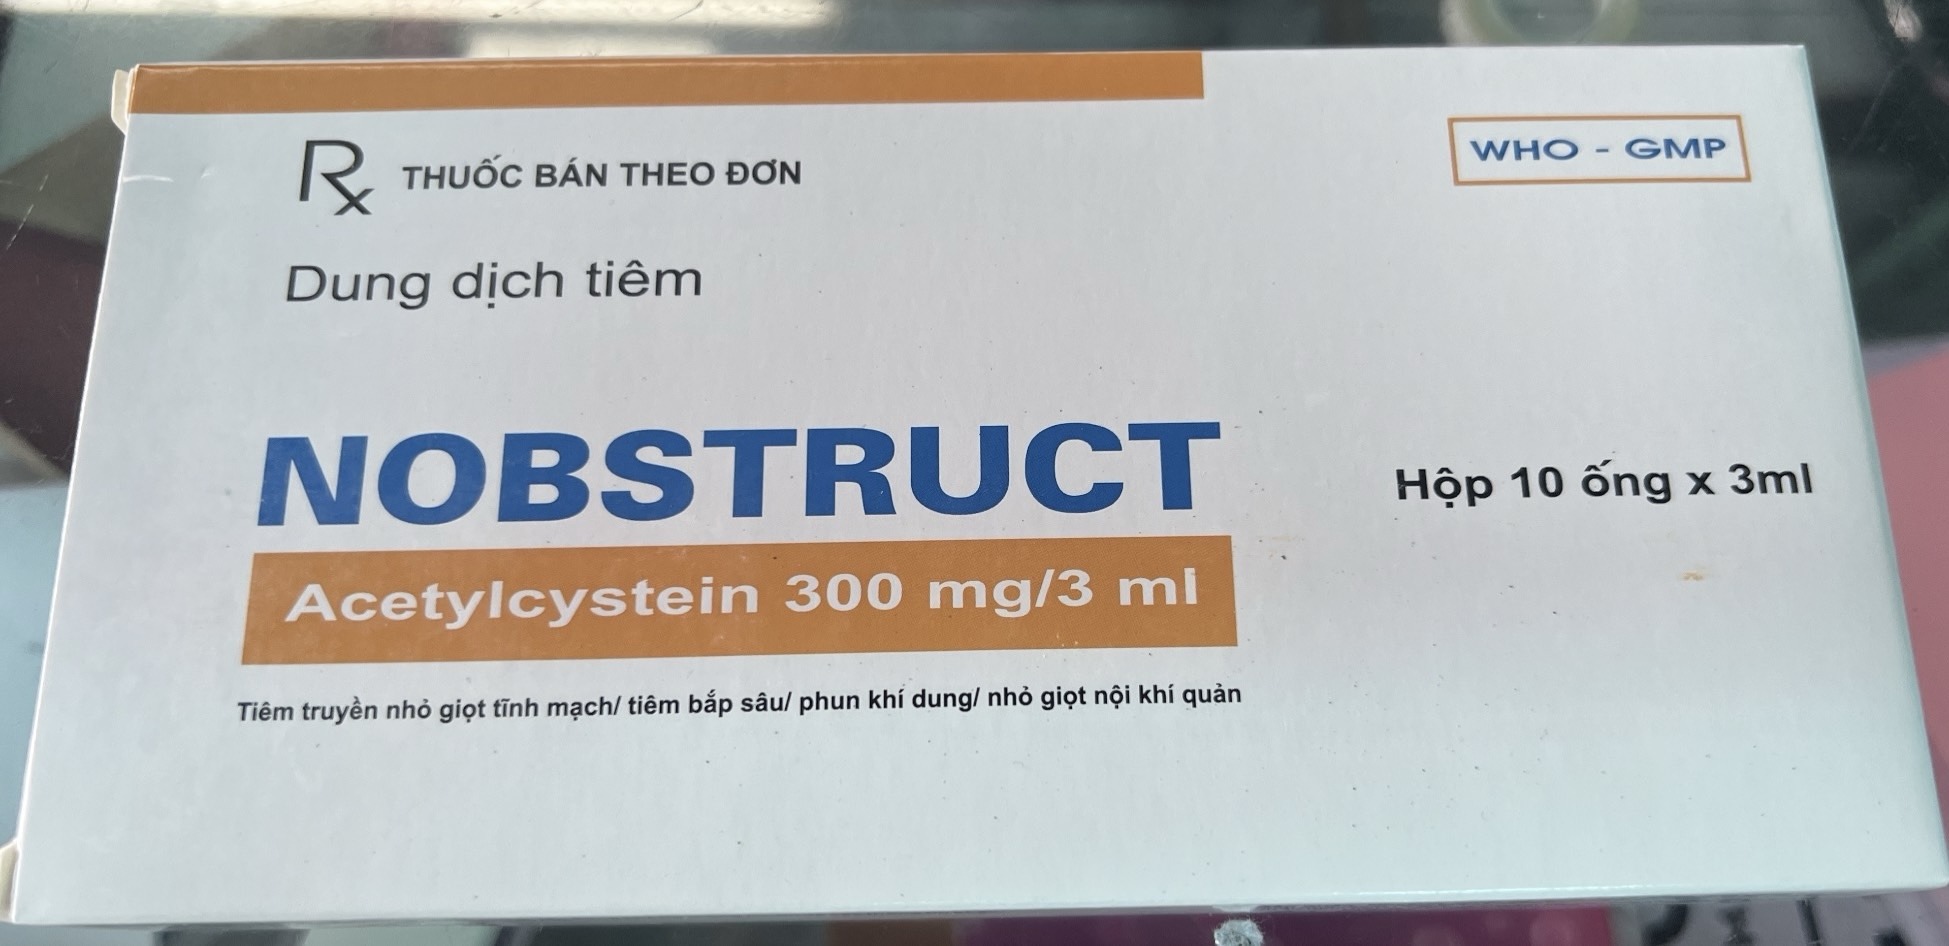 Rx THUỐC BÁN THEO ĐƠN
WHO - GMP
Dung dịch tiêm
NOBSTRUCT
Hộp 10 ống x 3ml
Acetylcystein 300 mg/3 ml
Tiêm truyền nhỏ giọt tĩnh mạch/ tiêm bắp sâu/ phun khí dung/ nhỏ giọt nội khí quản